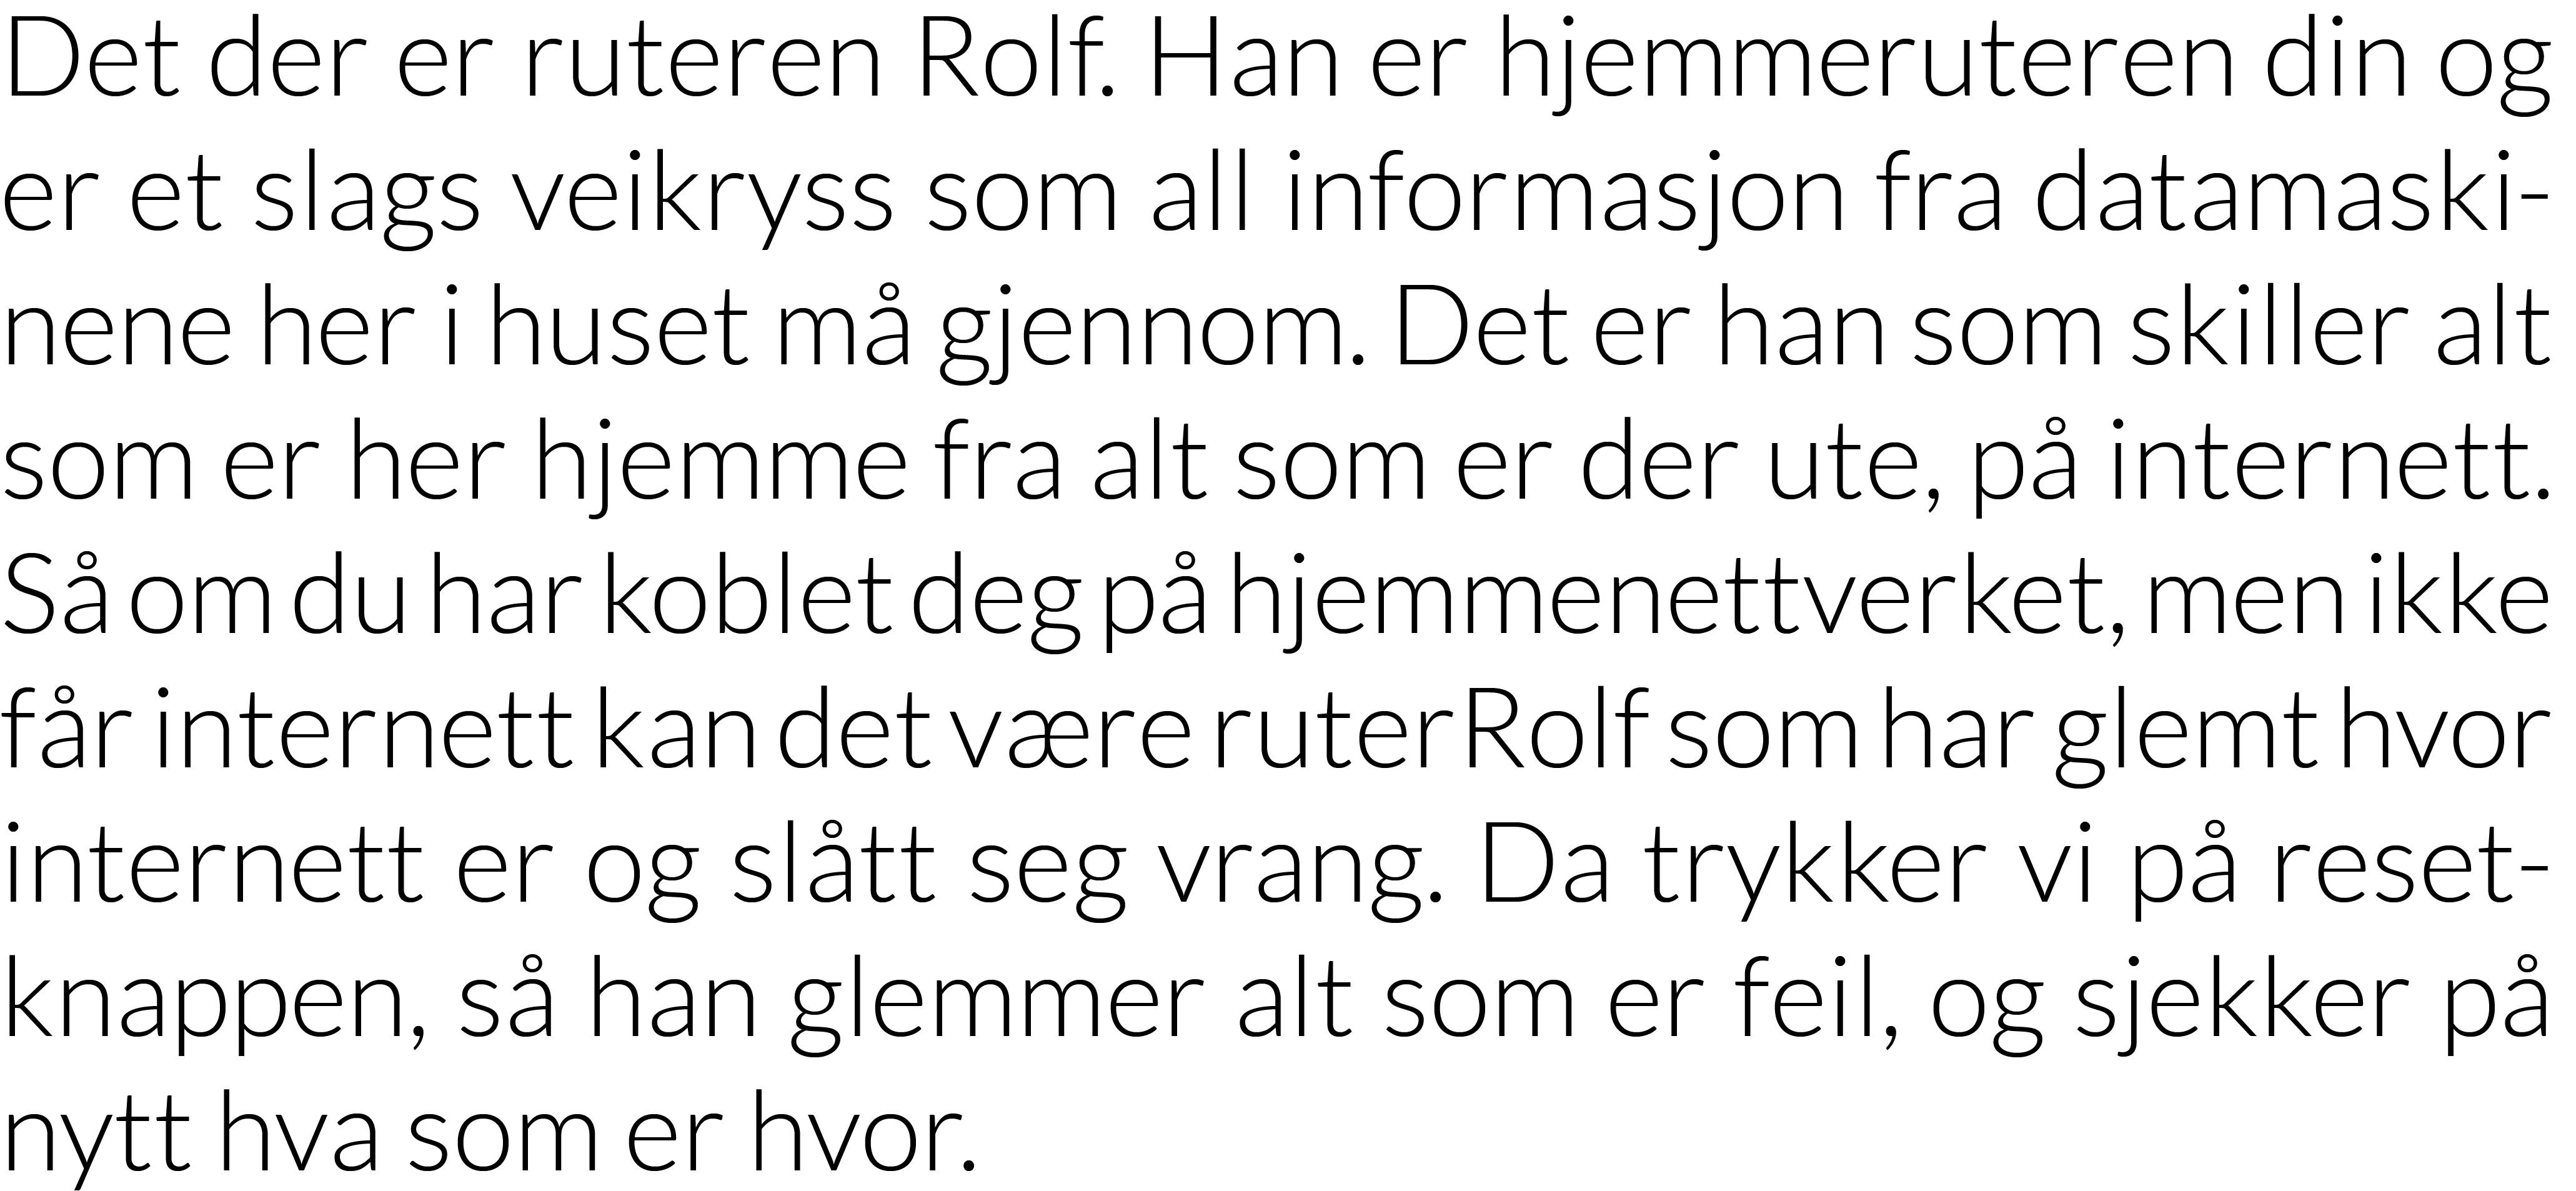 Det der er ruteren Rolf. Han er hjemmeruteren din og
er et slags veikryss som all informasjon fra datamaski-
nene her i huset må gjennom. Det er han som skiller alt
som er her hjemme fra alt som er der ute, på internett.
Så om du har koblet deg på hjemmenettverket, men ikke
får internett kan det være ruter Rolf som har glemt hvor
internett er og slått seg vrang. Da trykker vi på reset-
knappen, så han glemmer alt som er feil, og sjekker på
nytt hva som er hvor.